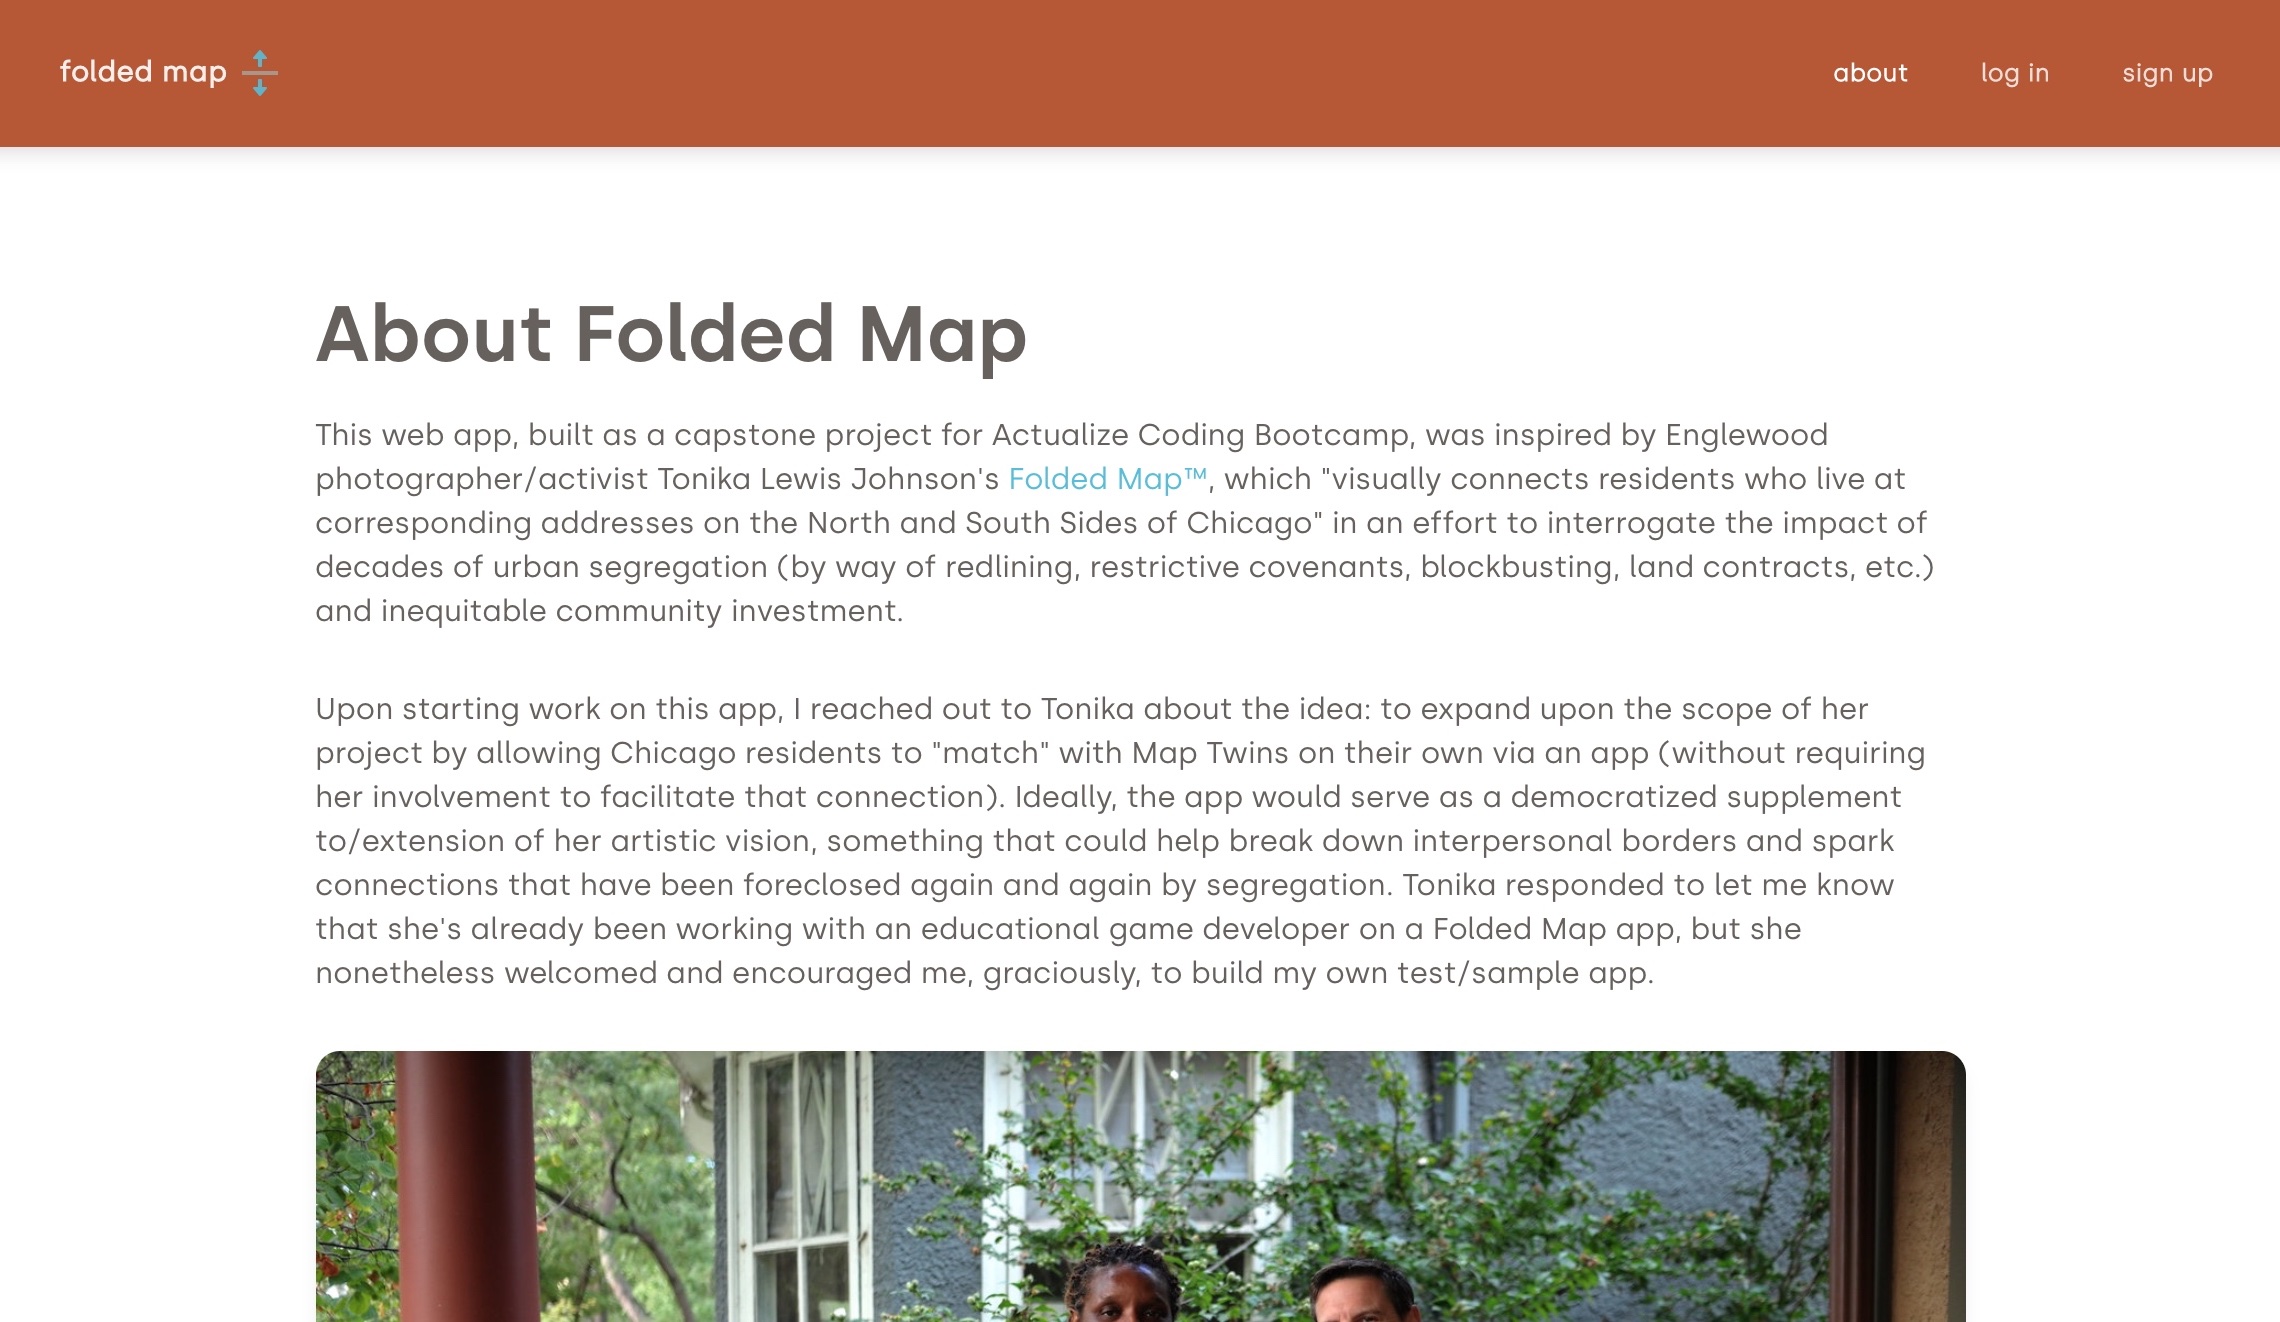 folded map
about
log in
sign up
About Folded Map
This web app, built as a capstone project for Actualize Coding Bootcamp, was inspired by Englewood
photographer/activist Tonika Lewis Johnson's Folded Map™, which "visually connects residents who live at
corresponding addresses on the North and South Sides of Chicago" in an effort to interrogate the impact of
decades of urban segregation (by way of redlining, restrictive covenants, blockbusting, land contracts, etc.)
and inequitable community investment.
Upon starting work on this app, I reached out to Tonika about the idea: to expand upon the scope of her
project by allowing Chicago residents to "match" with Map Twins on their own via an app (without requiring
her involvement to facilitate that connection). Ideally, the app would serve as a democratized supplement
to/extension of her artistic vision, something that could help break down interpersonal borders and spark
connections that have been foreclosed again and again by segregation. Tonika responded to let me know
that she's already been working with an educational game developer on a Folded Map app, but she
nonetheless welcomed and encouraged me, graciously, to build my own test/sample app.